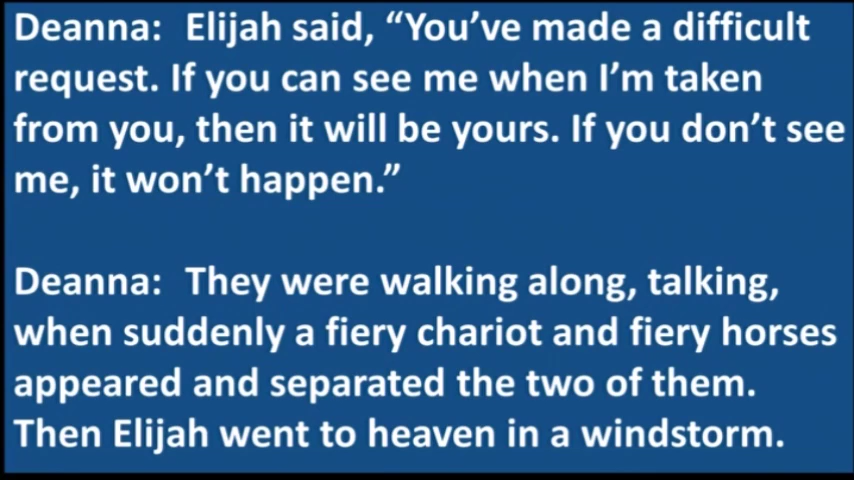 Deanna:  Elijah said, “You’ve made a difficult
request. If you can see me when I’m taken
from you, then it will be yours. If you don’t see
me, it won’t happen.”
Deanna:  They were walking along, talking,
when suddenly a fiery chariot and fiery horses
appeared and separated the two of them.
Then Elijah went to heaven in a windstorm.